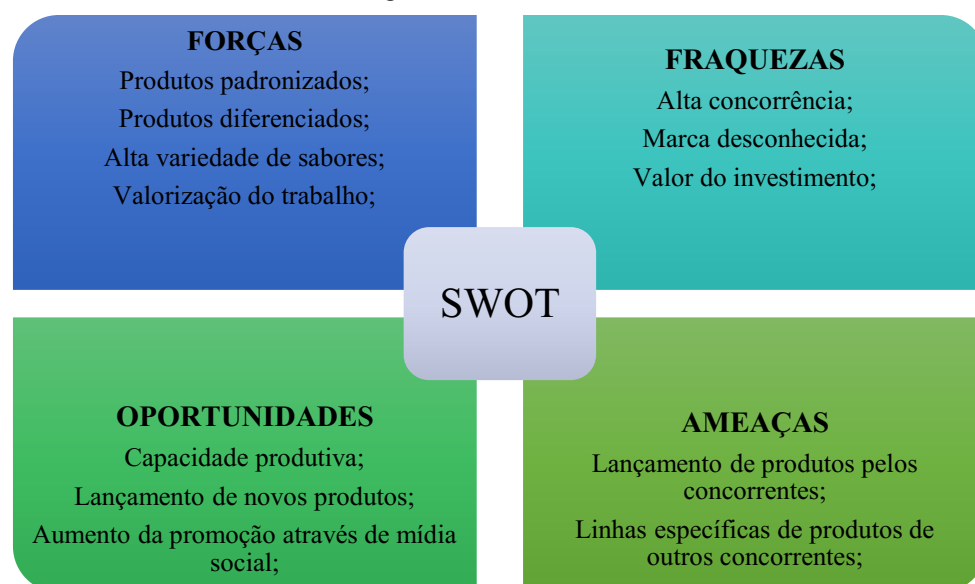 FORÇAS
Produtos padronizados;
Produtos diferenciados;
Alta variedade de sabores;
Valorização do trabalho;
FRAQUEZAS
Alta concorrência;
Marca desconhecida;
Valor do investimento;
SWOT
OPORTUNIDADES
Capacidade produtiva;
Lançamento de novos produtos;
Aumento da promoção através de mídia
social;
AMEAÇAS
Lançamento de produtos pelos
concorrentes;
Linhas específicas de produtos de
outros concorrentes;